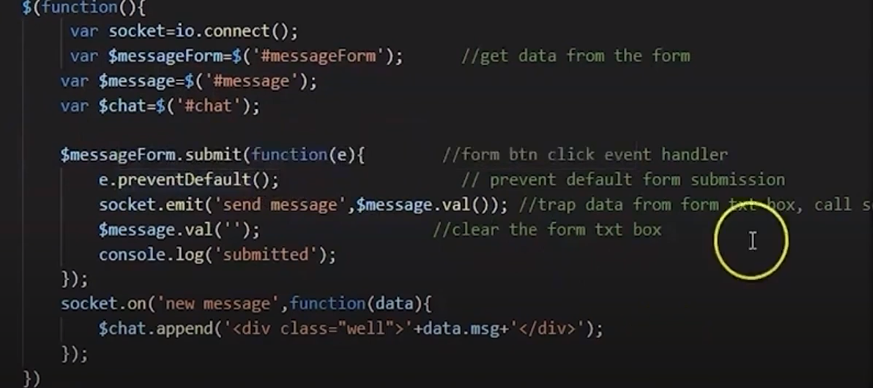 $(function(){
var socket=io.connect();
var $messageForm=$('#messageForm'); //get data from the form
var $message=$('#message');
var $chat=$('#chat');
$messageForm.submit(function(e){ //form btn click event handler
e.preventDefault(); // prevent default form submission
socket.emit('send message',$message.val()); //trap data from form txt box, call
$message.val(''); //clear the form txt box
console.log('submitted');
});
socket.on('new message',function(data){
$chat.append('<div class="well">'+data.msg+'</div>');
});
})